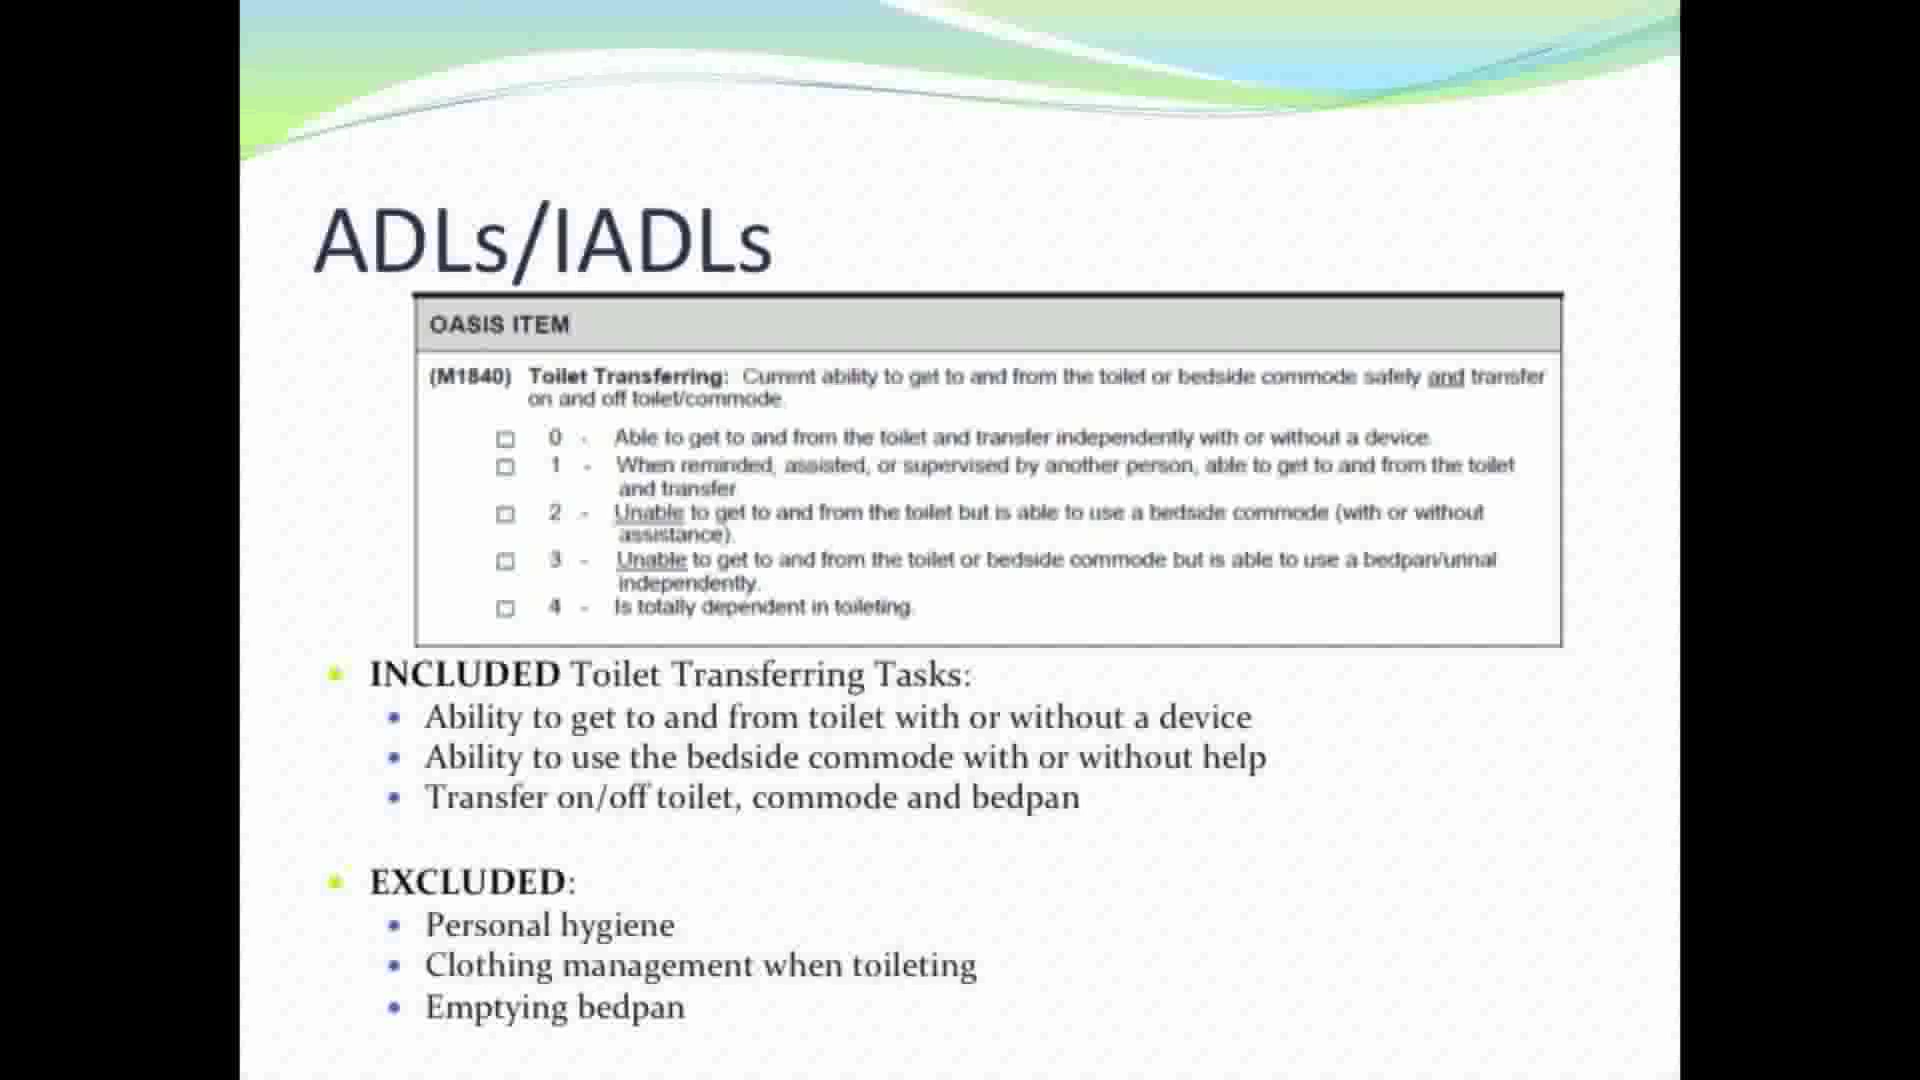 ADLs/IADLs
OASIS ITEM
(M1840) Toilet Transferring: Current ability to get to and from the toilet or bedside commode safely and transfer
on and off toilet/commode.
0 - Able to get to and from the toilet and transfer independently with or without a device.
1 - When reminded, assisted, or supervised by another person, able to get to and from the toilet
and transfer.
2 - Unable to get to and from the toilet but is able to use a bedside commode (with or without
assistance).
3 - Unable to get to and from the toilet or bedside commode but is able to use a bedpan/urinal
independently.
4 - Is totally dependent in toileting.
• INCLUDED Toilet Transferring Tasks:
• Ability to get to and from toilet with or without a device
• Ability to use the bedside commode with or without help
• Transfer on/off toilet, commode and bedpan
• EXCLUDED:
• Personal hygiene
• Clothing management when toileting
• Emptying bedpan